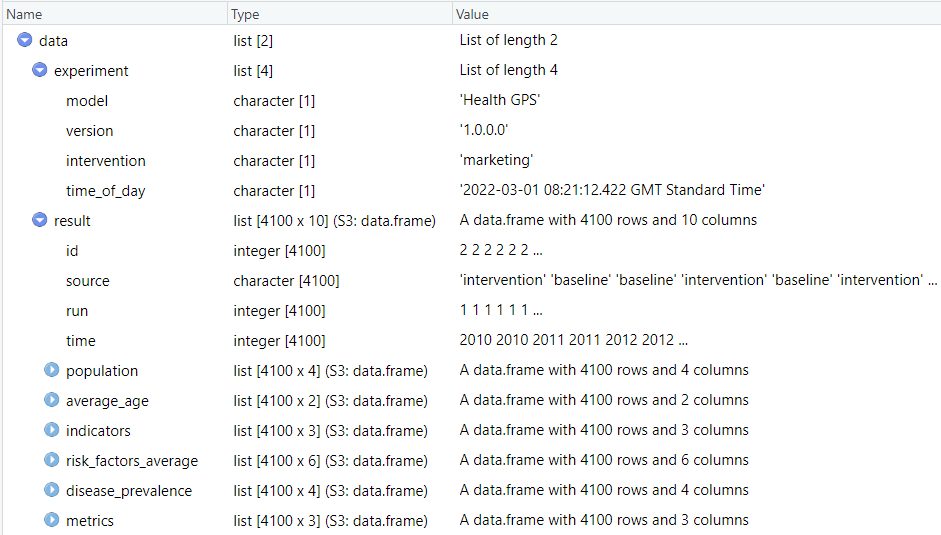 Name Type Value
data list [2] List of length 2
experiment list [4] List of length 4
model character [1] 'Health GPS'
version character [1] '1.0.0.0'
intervention character [1] 'marketing'
time_of_day character [1] '2022-03-01 08:21:12.422 GMT Standard Time'
result list [4100 x 10] (S3: data.frame) A data.frame with 4100 rows and 10 columns
id integer [4100] 2 2 2 2 2 2 ...
source character [4100] 'intervention' 'baseline' 'baseline' 'intervention' 'baseline' 'intervention' ...
run integer [4100] 1 1 1 1 1 1 ...
time integer [4100] 2010 2010 2011 2011 2012 2012 ...
population list [4100 x 4] (S3: data.frame) A data.frame with 4100 rows and 4 columns
average_age list [4100 x 2] (S3: data.frame) A data.frame with 4100 rows and 2 columns
indicators list [4100 x 3] (S3: data.frame) A data.frame with 4100 rows and 3 columns
risk_factors_average list [4100 x 6] (S3: data.frame) A data.frame with 4100 rows and 6 columns
disease_prevalence list [4100 x 4] (S3: data.frame) A data.frame with 4100 rows and 4 columns
metrics list [4100 x 3] (S3: data.frame) A data.frame with 4100 rows and 3 columns